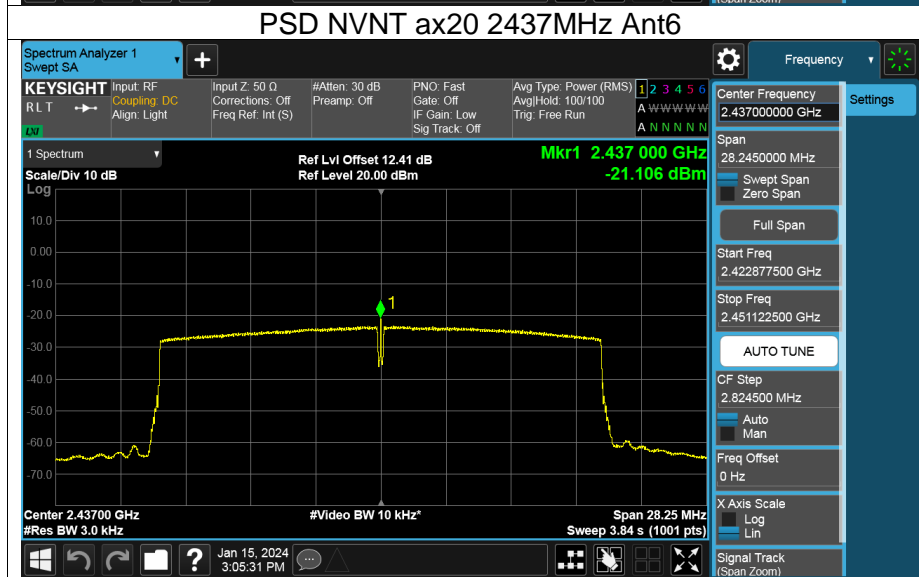 (Span Zoom)
PSD NVNT ax20 2437MHz Ant6
Spectrum Analyzer 1
Swept SA
+
Frequency
KEYSIGHT
RLT
LXI
Input: RF
Coupling: DC
Align: Light
Input Z: 50 Ω
Corrections: Off
Freq Ref: Int (S)
#Atten: 30 dB
Preamp: Off
PNO: Fast
Gate: Off
IF Gain: Low
Sig Track: Off
Avg Type: Power (RMS)
Avg|Hold: 100/100
Trig: Free Run
1 2 3 4 5 6
A W W W W W
A N N N N N
1 Spectrum
Scale/Div 10 dB
Log
Ref Lvl Offset 12.41 dB
Ref Level 20.00 dBm
Mkr1 2.437 000 GHz
-21.106 dBm
10.0
0.00
-10.0
-20.0
-30.0
-40.0
-50.0
-60.0
-70.0
1
Center 2.43700 GHz
#Res BW 3.0 kHz
#Video BW 10 kHz*
Span 28.25 MHz
Sweep 3.84 s (1001 pts)
Center Frequency
2.437000000 GHz
Settings
Span
28.2450000 MHz
Swept Span
Zero Span
Full Span
Start Freq
2.422877500 GHz
Stop Freq
2.451122500 GHz
AUTO TUNE
CF Step
2.824500 MHz
Auto
Man
Freq Offset
0 Hz
X Axis Scale
Log
Lin
Signal Track
(Span Zoom)
?
Jan 15, 2024
3:05:31 PM